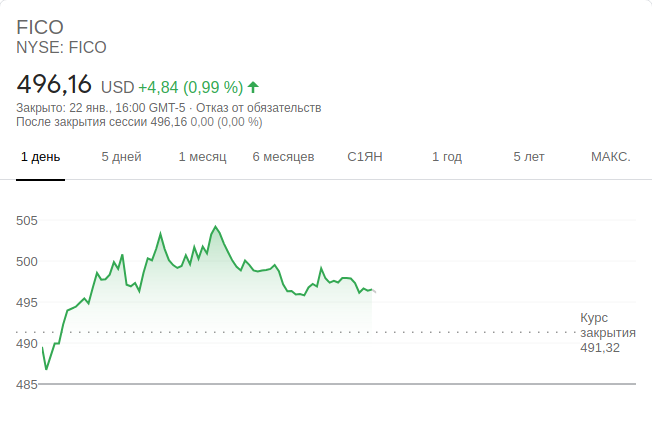 FICO
NYSE: FICO
496,16 USD +4,84 (0,99 %)
Закрыто: 22 янв., 16:00 GMT-5 · Отказ от обязательств
После закрытия сессии 496,16 0,00 (0,00 %)
1 день 5 дней 1 месяц 6 месяцев С1ЯН 1 год 5 лет МАКС.
505
500
495
490
485
Курс
закрытия
491,32